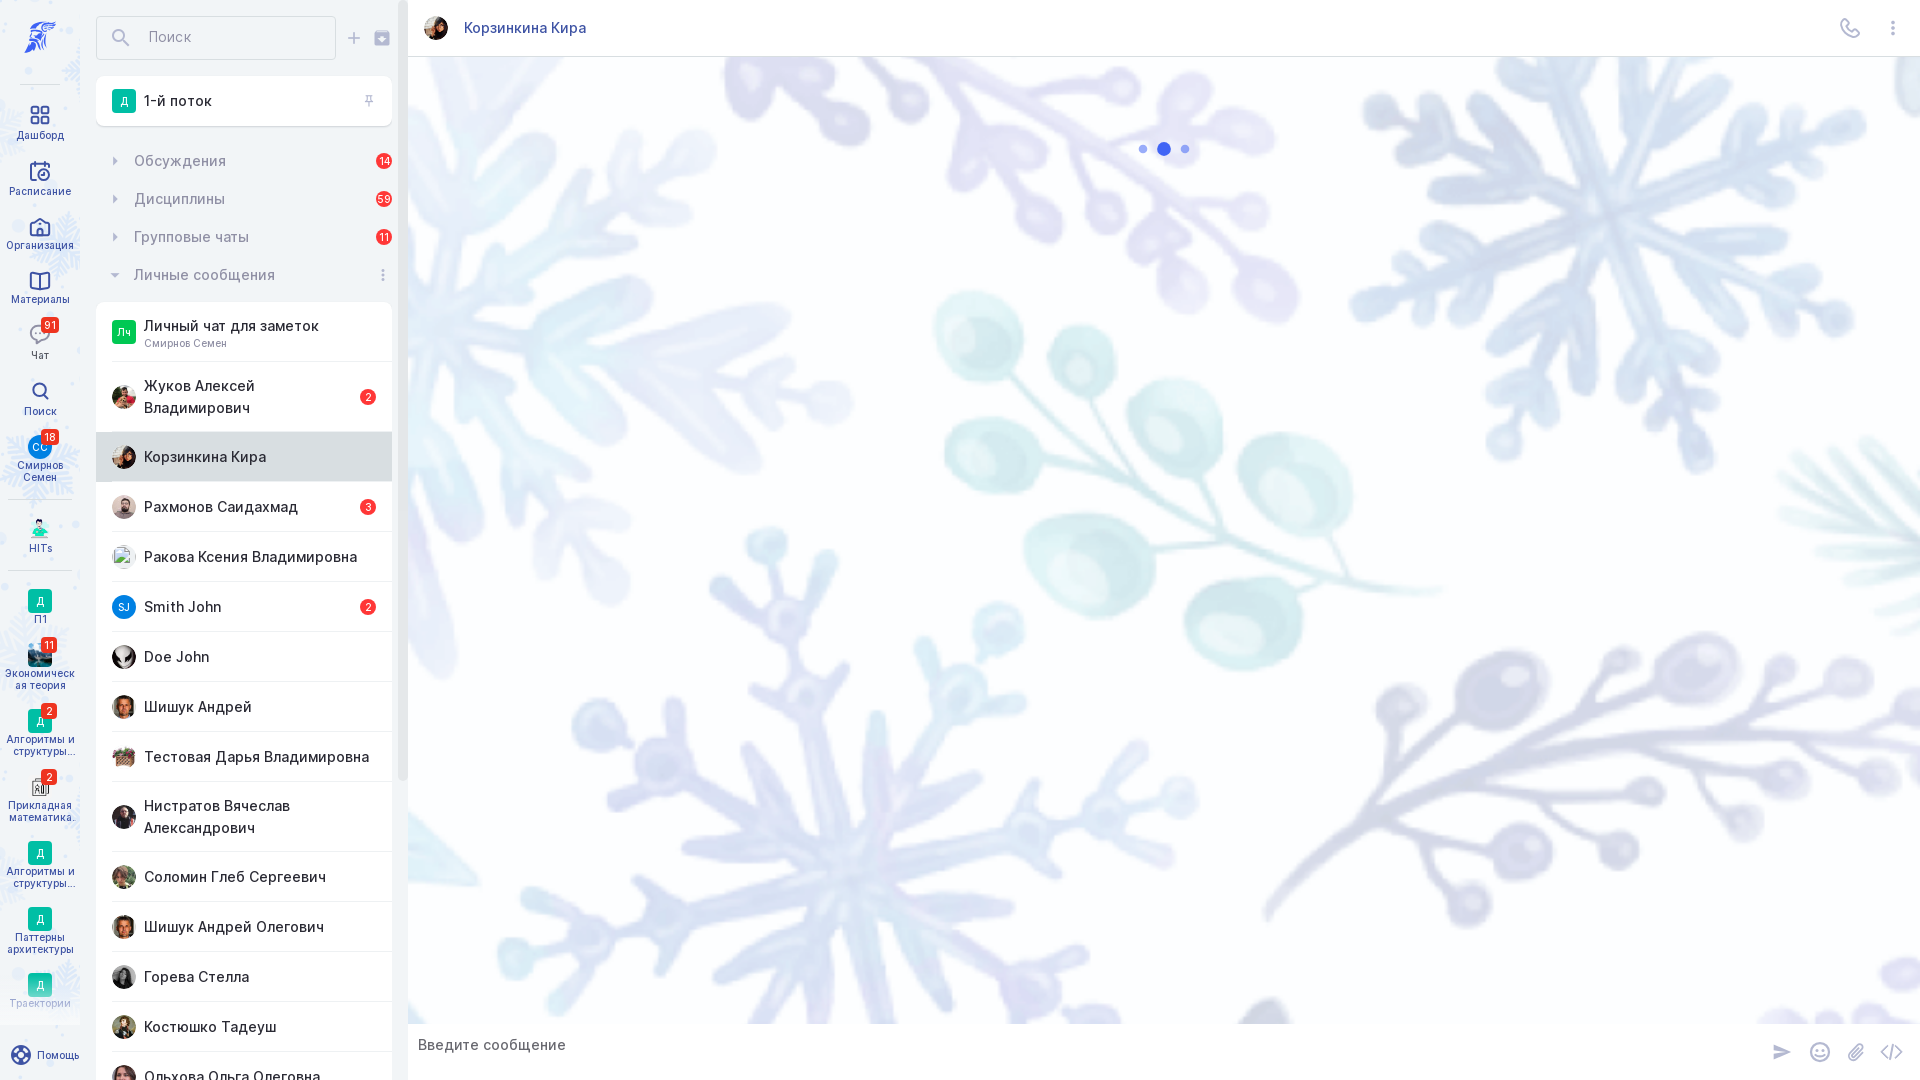 Дашборд
Расписание
Организация
Материалы
91
Чат
Поиск
СС
18
Смирнов
Семен
HITs
Д
П1
11
Экономическ
ая теория
Д
2
Алгоритмы и
структуры...
2
Прикладная
математика.
Д
Алгоритмы и
структуры...
Д
Паттерны
архитектуры
Д
Траектории
Помощь
Поиск
Д
1-й поток
Обсуждения
14
Дисциплины
59
Групповые чаты
11
Личные сообщения
Лч
Личный чат для заметок
Смирнов Семен
Жуков Алексей
Владимирович
2
Корзинкина Кира
Рахмонов Саидахмад
3
Ракова Ксения Владимировна
SJ
Smith John
2
Doe John
Шишук Андрей
Тестовая Дарья Владимировна
Нистратов Вячеслав
Александрович
Соломин Глеб Сергеевич
Шишук Андрей Олегович
Горева Стелла
Костюшко Тадеуш
Ольхова Ольга Олеговна
Корзинкина Кира
Введите сообщение